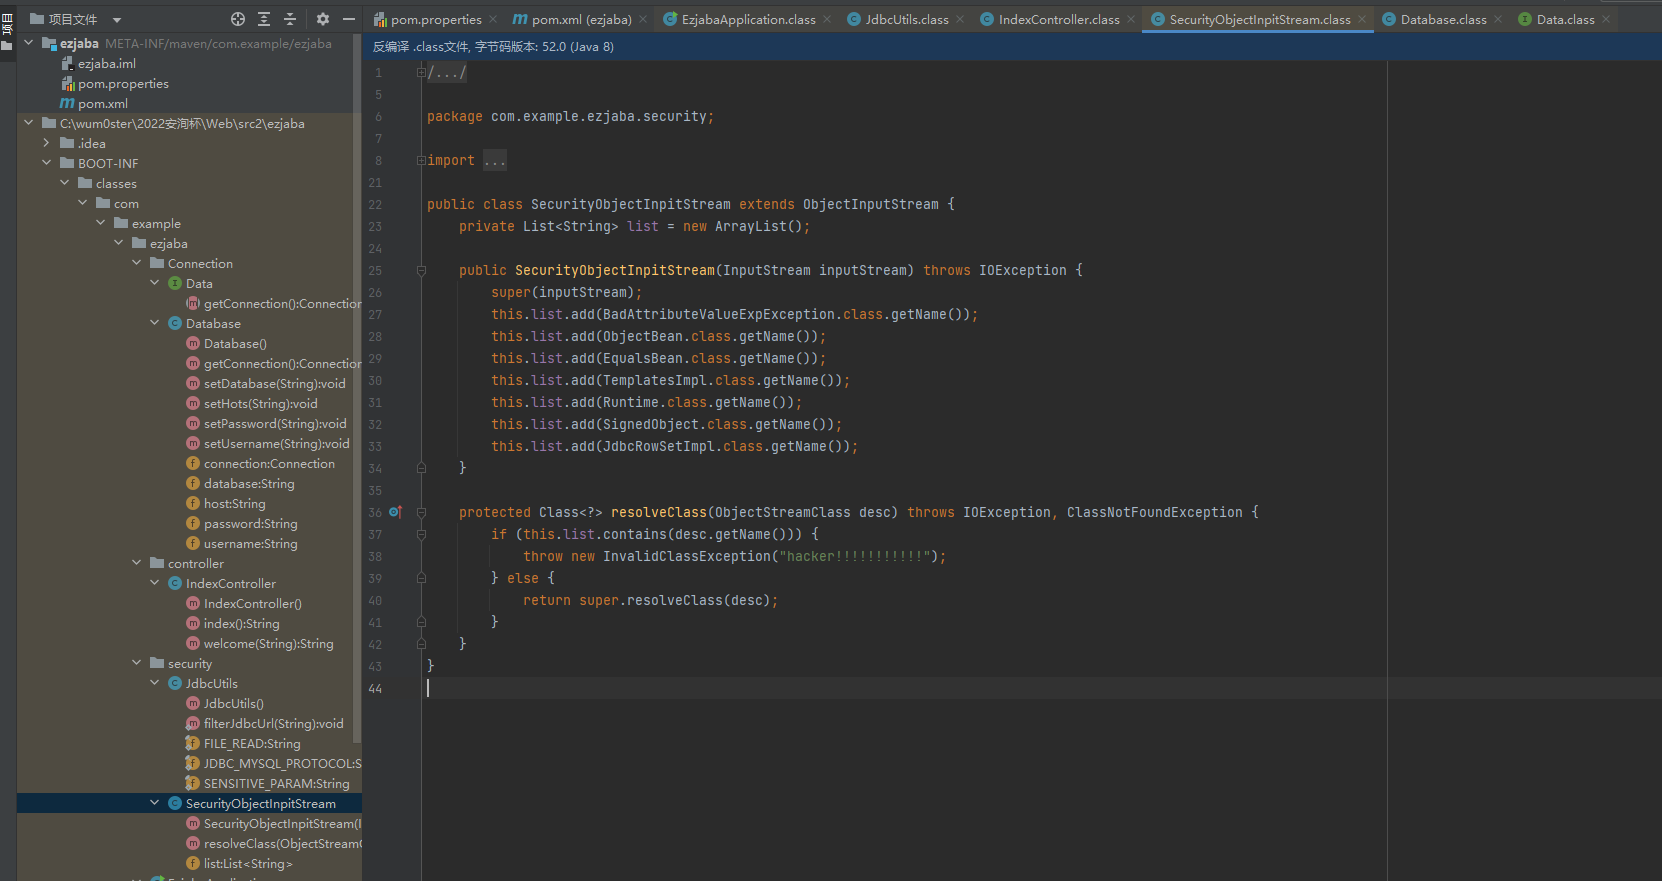 项目
项目文件
pom.properties
pom.xml (ezjaba)
EzjabaApplication.class
JdbcUtils.class
IndexController.class
SecurityObjectInpitStream.class
Database.class
Data.class
ezjaba META-INF/maven/com.example/ezjaba
ezjaba.iml
pom.properties
pom.xml
C:\wum0ster\2022安洵杯\Web\src2\ezjaba
.idea
BOOT-INF
classes
com
example
ezjaba
Connection
Data
getConnection():Connection
Database
Database()
getConnection():Connection
setDatabase(String):void
setHots(String):void
setPassword(String):void
setUsername(String):void
connection:Connection
database:String
host:String
password:String
username:String
controller
IndexController
IndexController()
index():String
welcome(String):String
security
JdbcUtils
JdbcUtils()
filterJdbcUrl(String):void
FILE_READ:String
JDBC_MYSQL_PROTOCOL:S
SENSITIVE_PARAM:String
SecurityObjectInpitStream
SecurityObjectInpitStream(I
resolveClass(ObjectStreamC
list:List<String>
反编译 .class文件, 字节码版本: 52.0 (Java 8)
1 /.../
5
6 package com.example.ezjaba.security;
7
8 import ...
21
22 public class SecurityObjectInpitStream extends ObjectInputStream {
23 private List<String> list = new ArrayList();
24
25 public SecurityObjectInpitStream(InputStream inputStream) throws IOException {
26 super(inputStream);
27 this.list.add(BadAttributeValueExpException.class.getName());
28 this.list.add(ObjectBean.class.getName());
29 this.list.add(EqualsBean.class.getName());
30 this.list.add(TemplatesImpl.class.getName());
31 this.list.add(Runtime.class.getName());
32 this.list.add(SignedObject.class.getName());
33 this.list.add(JdbcRowSetImpl.class.getName());
34 }
35
36 protected Class<?> resolveClass(ObjectStreamClass desc) throws IOException, ClassNotFoundException {
37 if (this.list.contains(desc.getName())) {
38 throw new InvalidClassException("hacker!!!!!!!!!!!");
39 } else {
40 return super.resolveClass(desc);
41 }
42 }
43 }
44